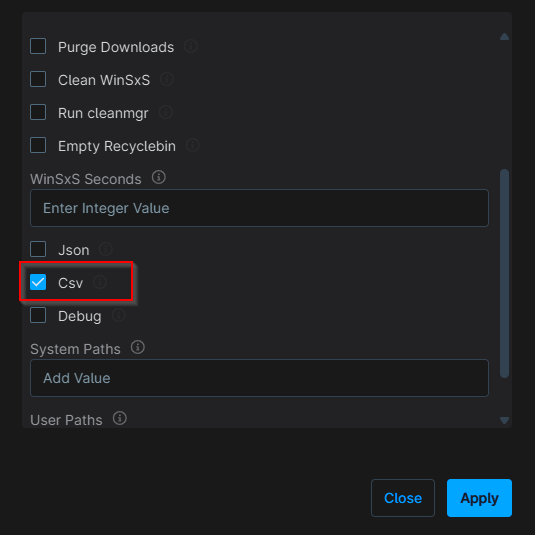 Purge Downloads
Clean WinSxS
Run cleanmgr
Empty Recyclebin
WinSxS Seconds
Enter Integer Value
Json
Csv
Debug
System Paths
Add Value
User Paths
Close Apply